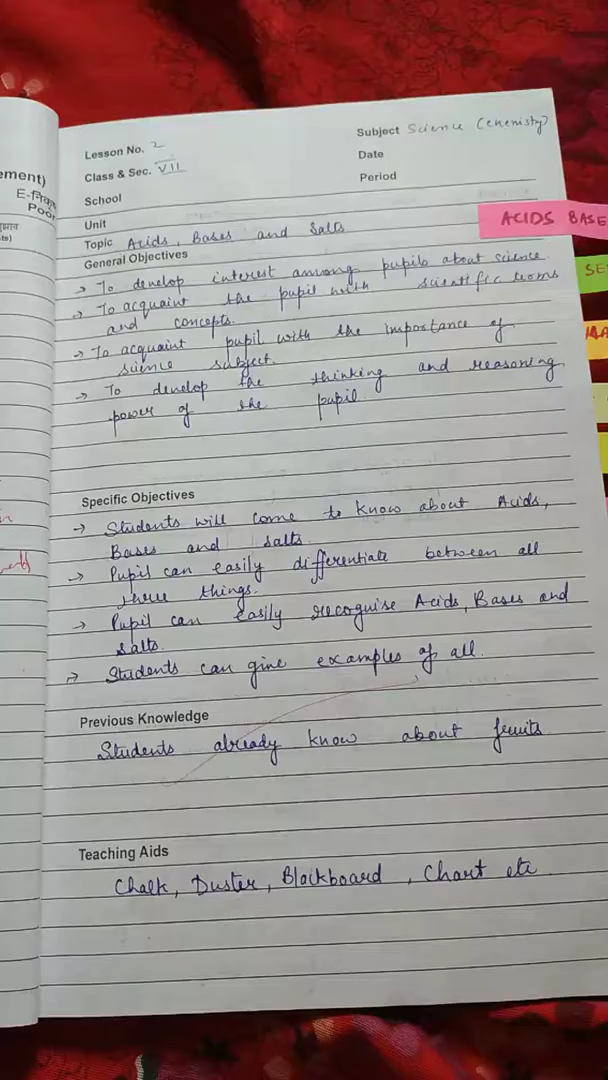 ement)
E-निकृ
Poor
Lesson No. 2
Subject Science (Chemistry)
Class & Sec. VII
Date
School
Period
Unit
Topic Acids, Bases and Salts
ACIDS BASE
General Objectives
→ To develop interest among pupils about science
→ To acquaint the pupil with scientific terms
and concepts.
→ To acquaint pupil with the importance of
science subject.
→ To develop the thinking and reasoning
power of the pupil.
Specific Objectives
→ Students will come to know about Acids,
Bases and salts.
→ Pupil can easily differentiate between all
three things.
→ Pupil can easily recognise Acids, Bases and
Salts.
→ Students can give examples of all.
Previous Knowledge
Students already know about fruits
Teaching Aids
Chalk, Duster, Blackboard, Chart etc